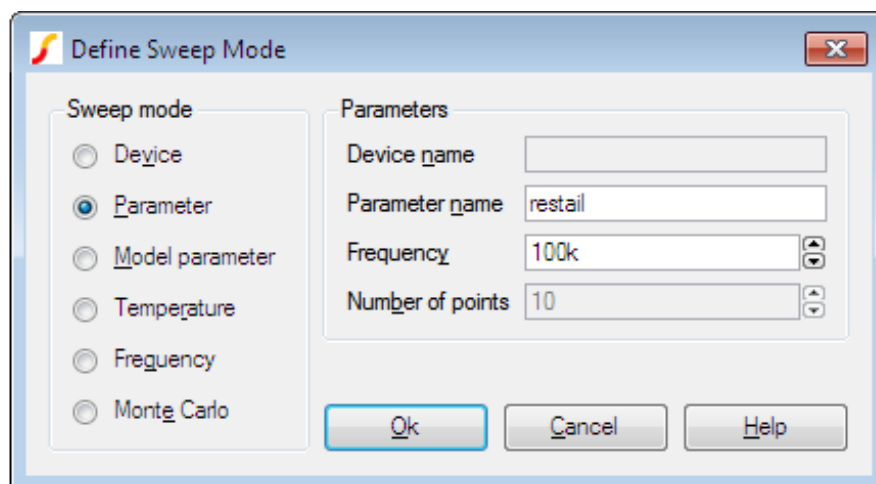 Define Sweep Mode
Sweep mode
Device
Parameter
Model parameter
Temperature
Frequency
Monte Carlo
Parameters
Device name
Parameter name restail
Frequency 100k
Number of points 10
Ok Cancel Help